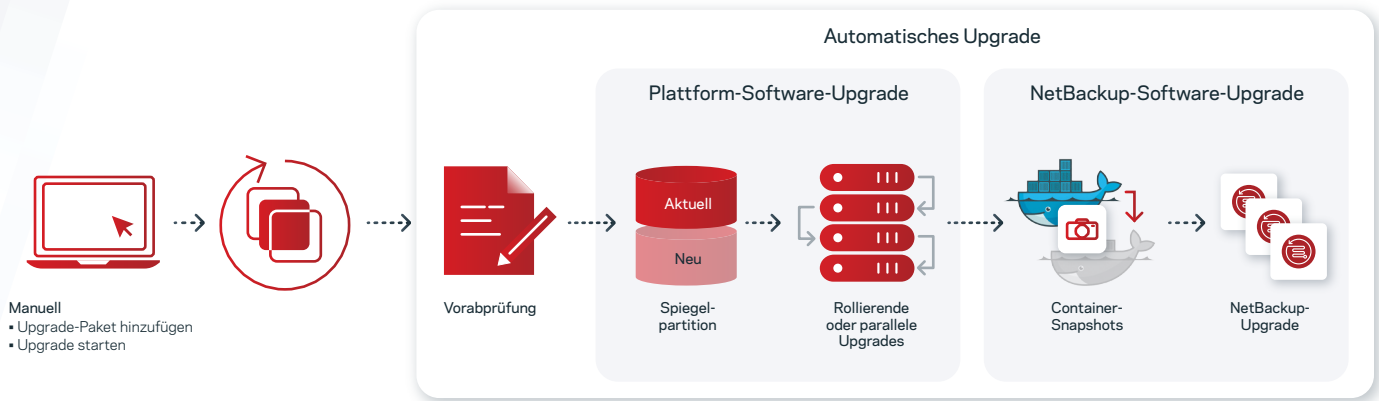 Automatisches Upgrade
Plattform-Software-Upgrade
NetBackup-Software-Upgrade
Aktuell
Neu
Manuell
▪ Upgrade-Paket hinzufügen
▪ Upgrade starten
Vorabprüfung
Spiegel-
partition
Rollierende
oder parallele
Upgrades
Container-
Snapshots
NetBackup-
Upgrade